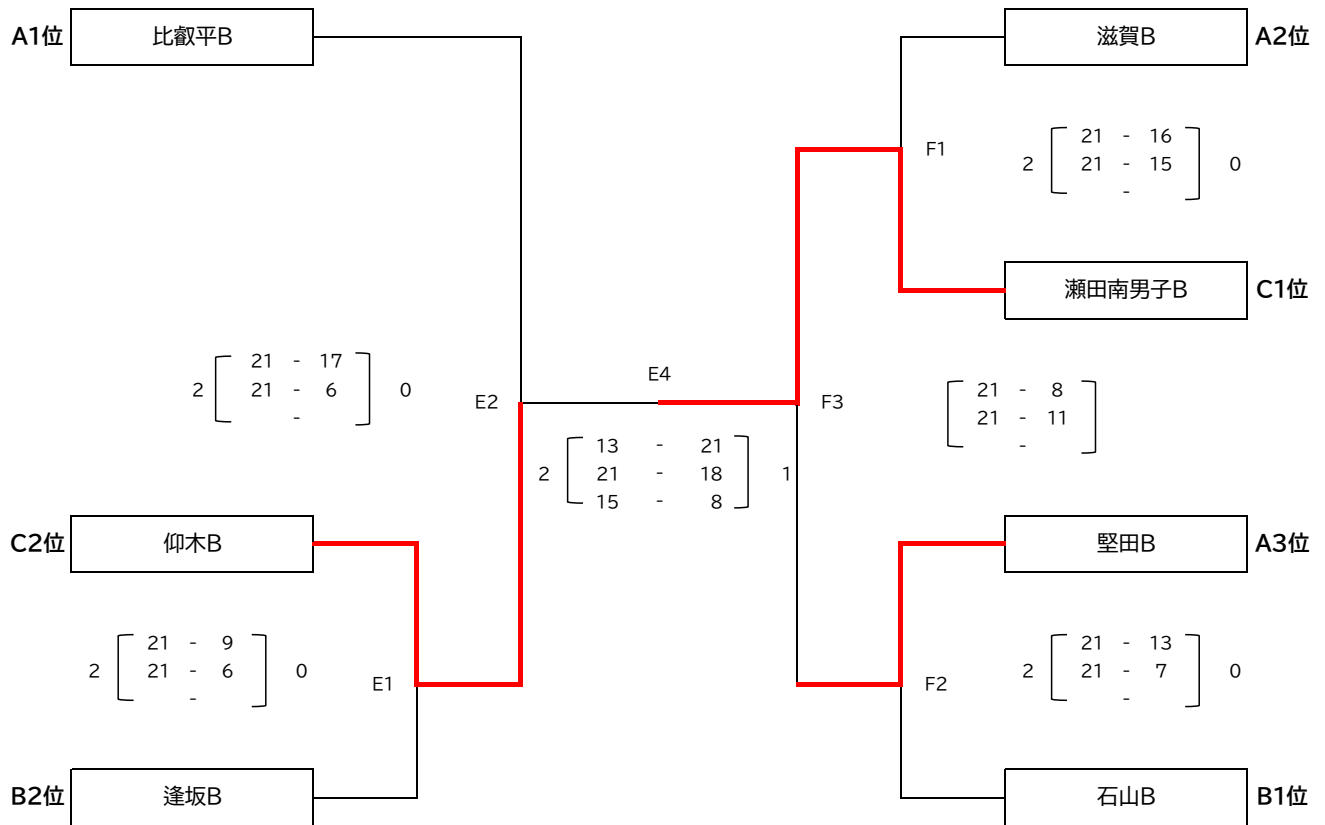 A1位 比叡平B 滋賀B A2位
F1
21 - 16
2 21 - 15 0
-
瀬田南男子B C1位
21 - 17
2 21 - 6 0
-
E2
E4
F3
21 - 8
21 - 11
-
13 - 21
2 21 - 18 1
15 - 8
C2位 仰木B 堅田B A3位
21 - 9
2 21 - 6 0
-
E1
F2
21 - 13
2 21 - 7 0
-
B2位 逢坂B 石山B B1位